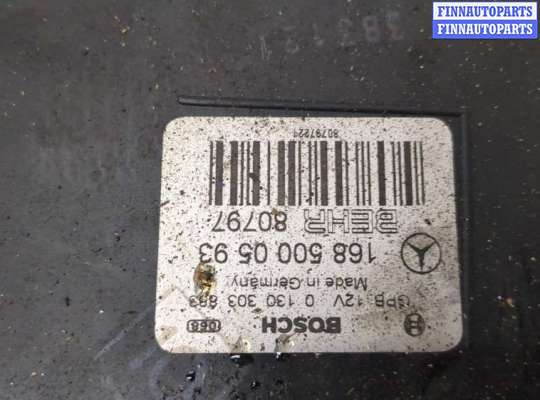 FINNAUTOPARTS
FINNAUTOPARTS
BOSCH
068
GPB 12V 0 130 303 883
Made in Germany
168 500 05 93
BEHR 80797
80797221